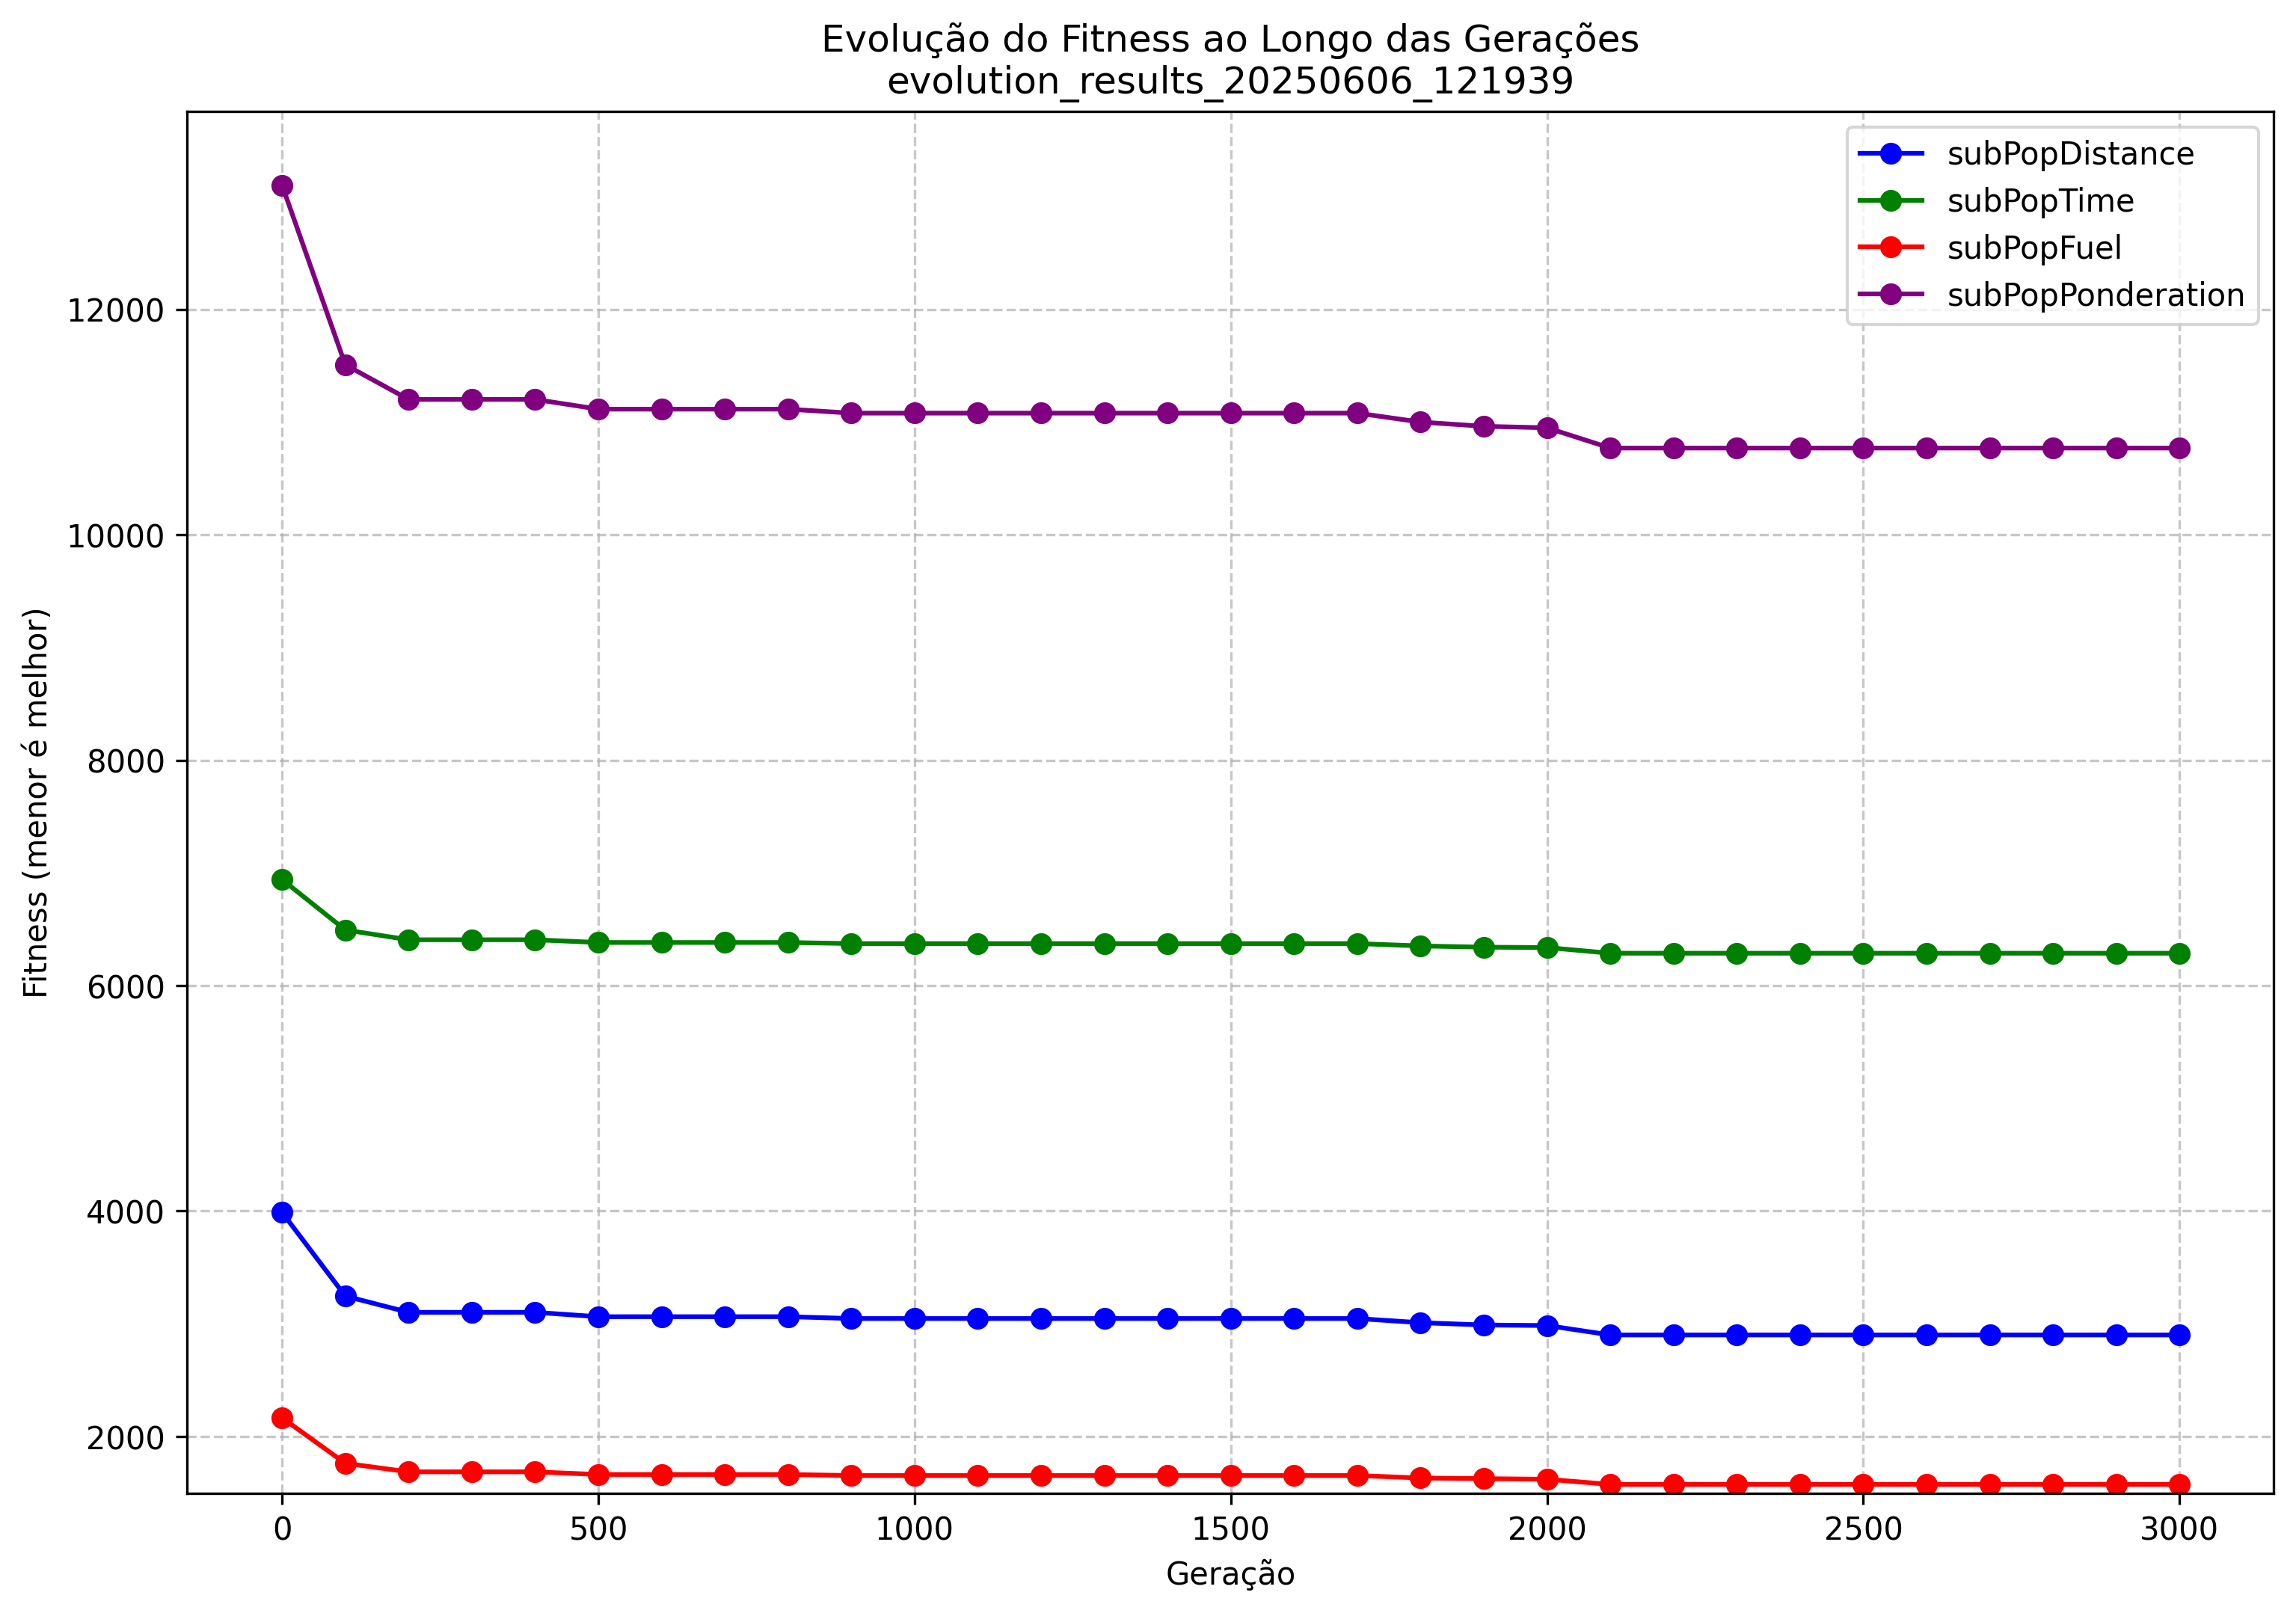 Evolução do Fitness ao Longo das Gerações
evolution_results_20250606_121939
subPopDistance
subPopTime
subPopFuel
subPopPonderation
Fitness (menor é melhor)
12000
10000
8000
6000
4000
2000
0 500 1000 1500 2000 2500 3000
Geração